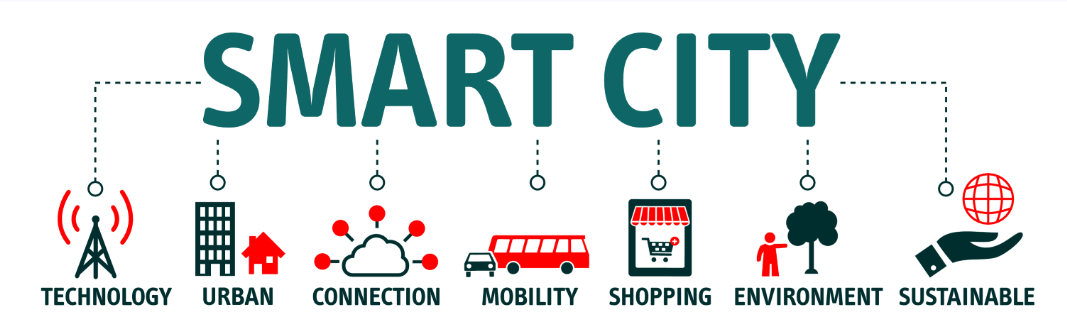 SMART CITY
TECHNOLOGY URBAN CONNECTION MOBILITY SHOPPING ENVIRONMENT SUSTAINABLE